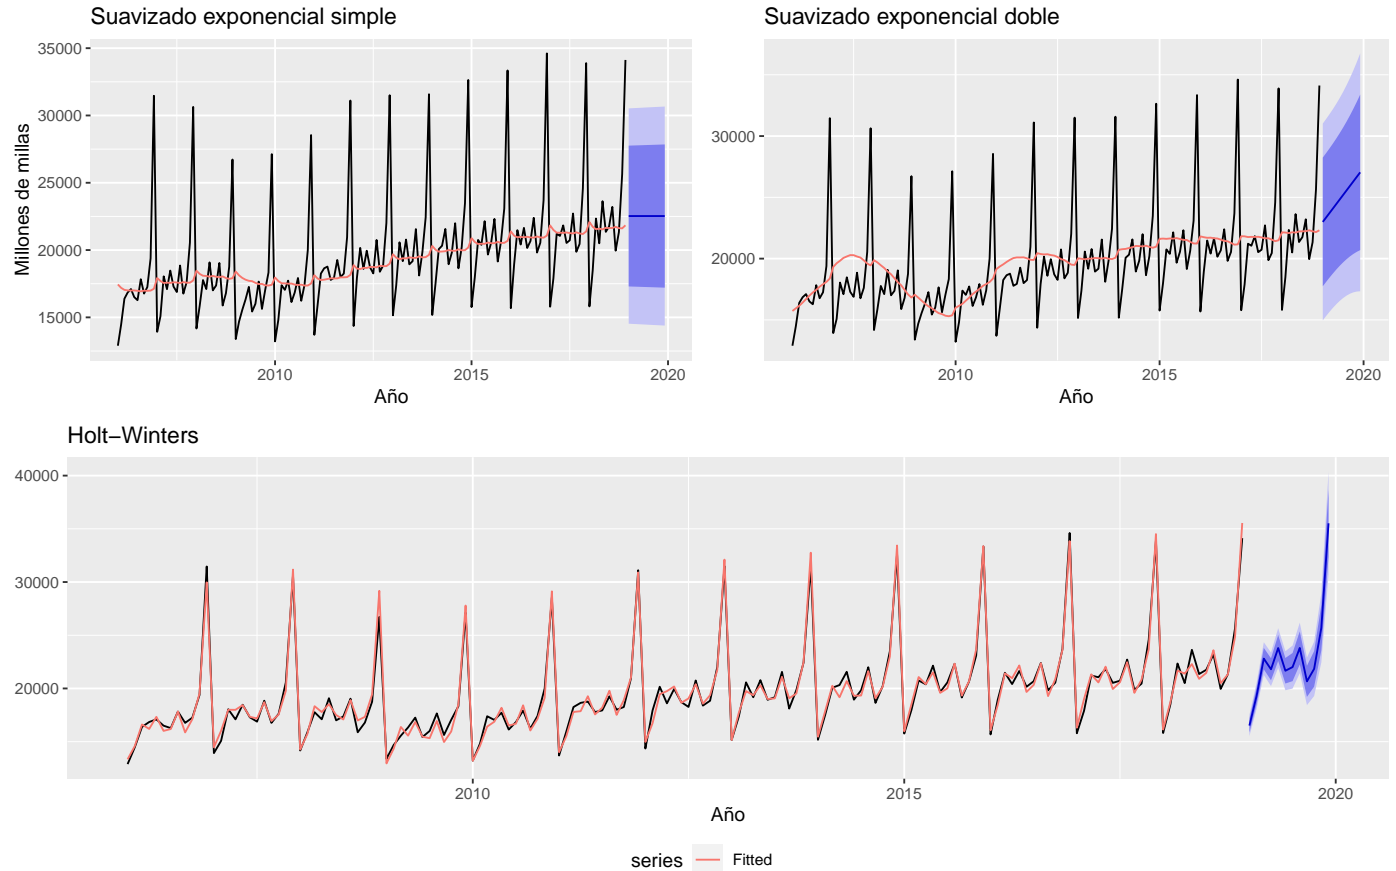 Suavizado exponencial simple
Suavizado exponencial doble
35000
30000
25000
20000
15000
Millones de millas
2010
2015
2020
Año
30000
20000
2010
2015
2020
Año
Holt−Winters
40000
30000
20000
2010
2015
2020
Año
series
Fitted